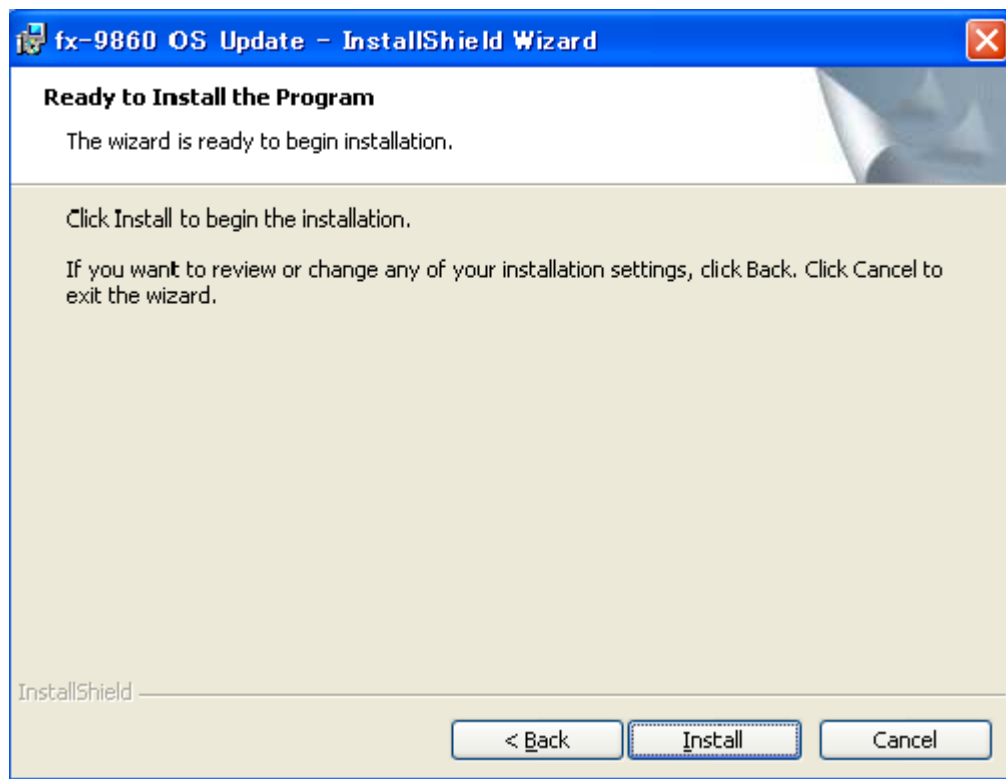 fx-9860 OS Update - InstallShield Wizard
Ready to Install the Program
The wizard is ready to begin installation.
Click Install to begin the installation.
If you want to review or change any of your installation settings, click Back. Click Cancel to
exit the wizard.
InstallShield
< Back
Install
Cancel